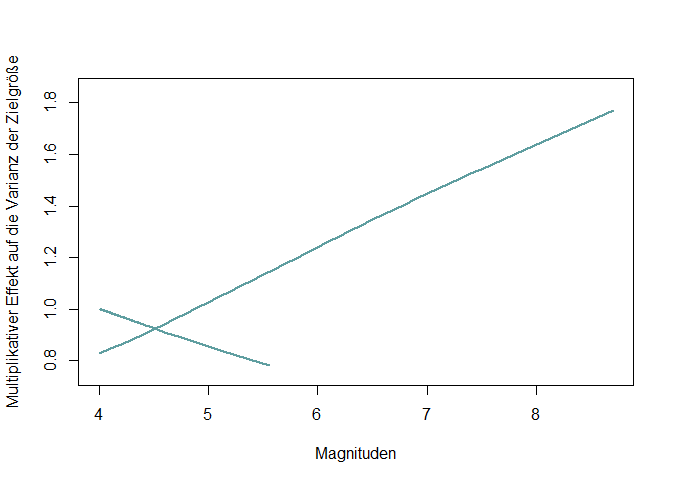 Multiplikativer Effekt auf die Varianz der Zielgröße
1.8
1.6
1.4
1.2
1.0
0.8
4 5 6 7 8
Magnituden